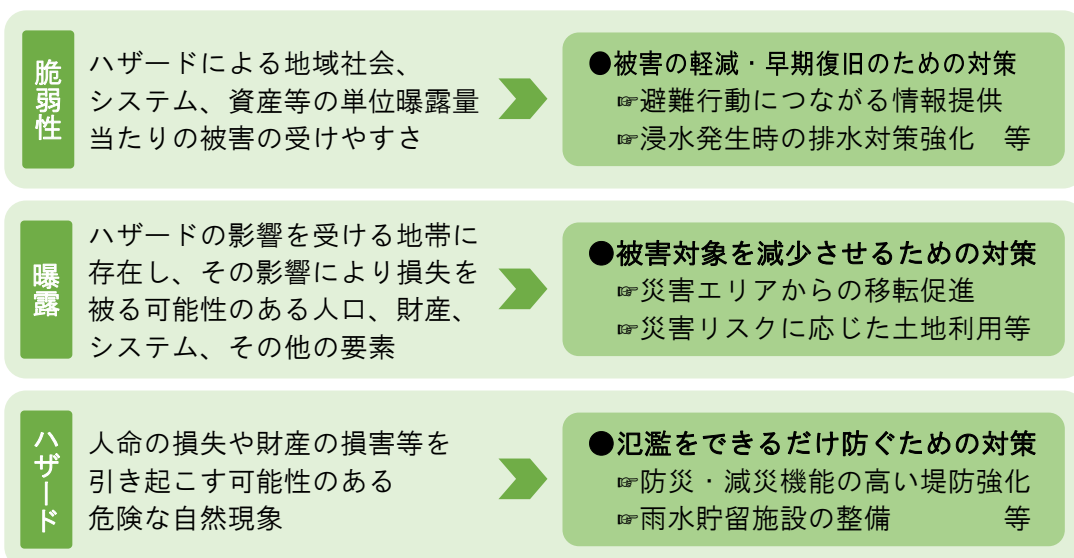 脆弱性
ハザードによる地域社会、
システム、資産等の単位曝露量
当たりの被害の受けやすさ
●被害の軽減・早期復旧のための対策
☞避難行動につながる情報提供
☞浸水発生時の排水対策強化　等
曝露
ハザードの影響を受ける地帯に
存在し、その影響により損失を
被る可能性のある人口、財産、
システム、その他の要素
●被害対象を減少させるための対策
☞災害エリアからの移転促進
☞災害リスクに応じた土地利用等
ハザード
人命の損失や財産の損害等を
引き起こす可能性のある
危険な自然現象
●氾濫をできるだけ防ぐための対策
☞防災・減災機能の高い堤防強化
☞雨水貯留施設の整備　　　　等